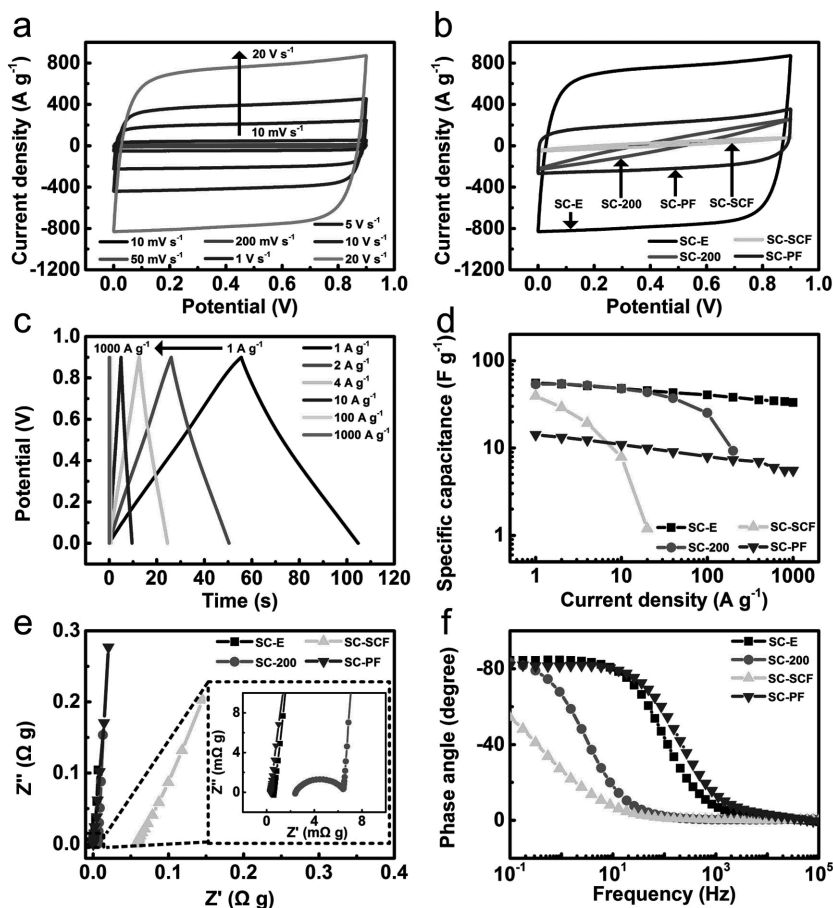 a
Current density (A g⁻¹)
800
400
0
-400
-800
-1200
20 V s⁻¹
10 mV s⁻¹
5 V s⁻¹
10 mV s⁻¹ 200 mV s⁻¹ 10 V s⁻¹
50 mV s⁻¹ 1 V s⁻¹ 20 V s⁻¹
0.0 0.2 0.4 0.6 0.8 1.0
Potential (V)
b
Current density (A g⁻¹)
800
400
0
-400
-800
-1200
SC-E SC-200 SC-PF SC-SCF
SC-E SC-SCF
SC-200 SC-PF
0.0 0.2 0.4 0.6 0.8 1.0
Potential (V)
c
Potential (V)
1.0
0.8
0.6
0.4
0.2
0.0
1000 A g⁻¹ 1 A g⁻¹
1 A g⁻¹
2 A g⁻¹
4 A g⁻¹
10 A g⁻¹
100 A g⁻¹
1000 A g⁻¹
0 20 40 60 80 100 120
Time (s)
d
Specific capacitance (F g⁻¹)
100
10
1
SC-E SC-SCF
SC-200 SC-PF
1 10 100 1000
Current density (A g⁻¹)
e
Z'' (Ω g)
0.3
0.2
0.1
0.0
SC-E SC-SCF
SC-200 SC-PF
Z'' (mΩ g)
8
4
0
0 4 8
Z' (mΩ g)
0.0 0.1 0.2 0.3 0.4
Z' (Ω g)
f
Phase angle (degree)
-80
-40
0
SC-E
SC-200
SC-SCF
SC-PF
10⁻¹ 10¹ 10³ 10⁵
Frequency (Hz)